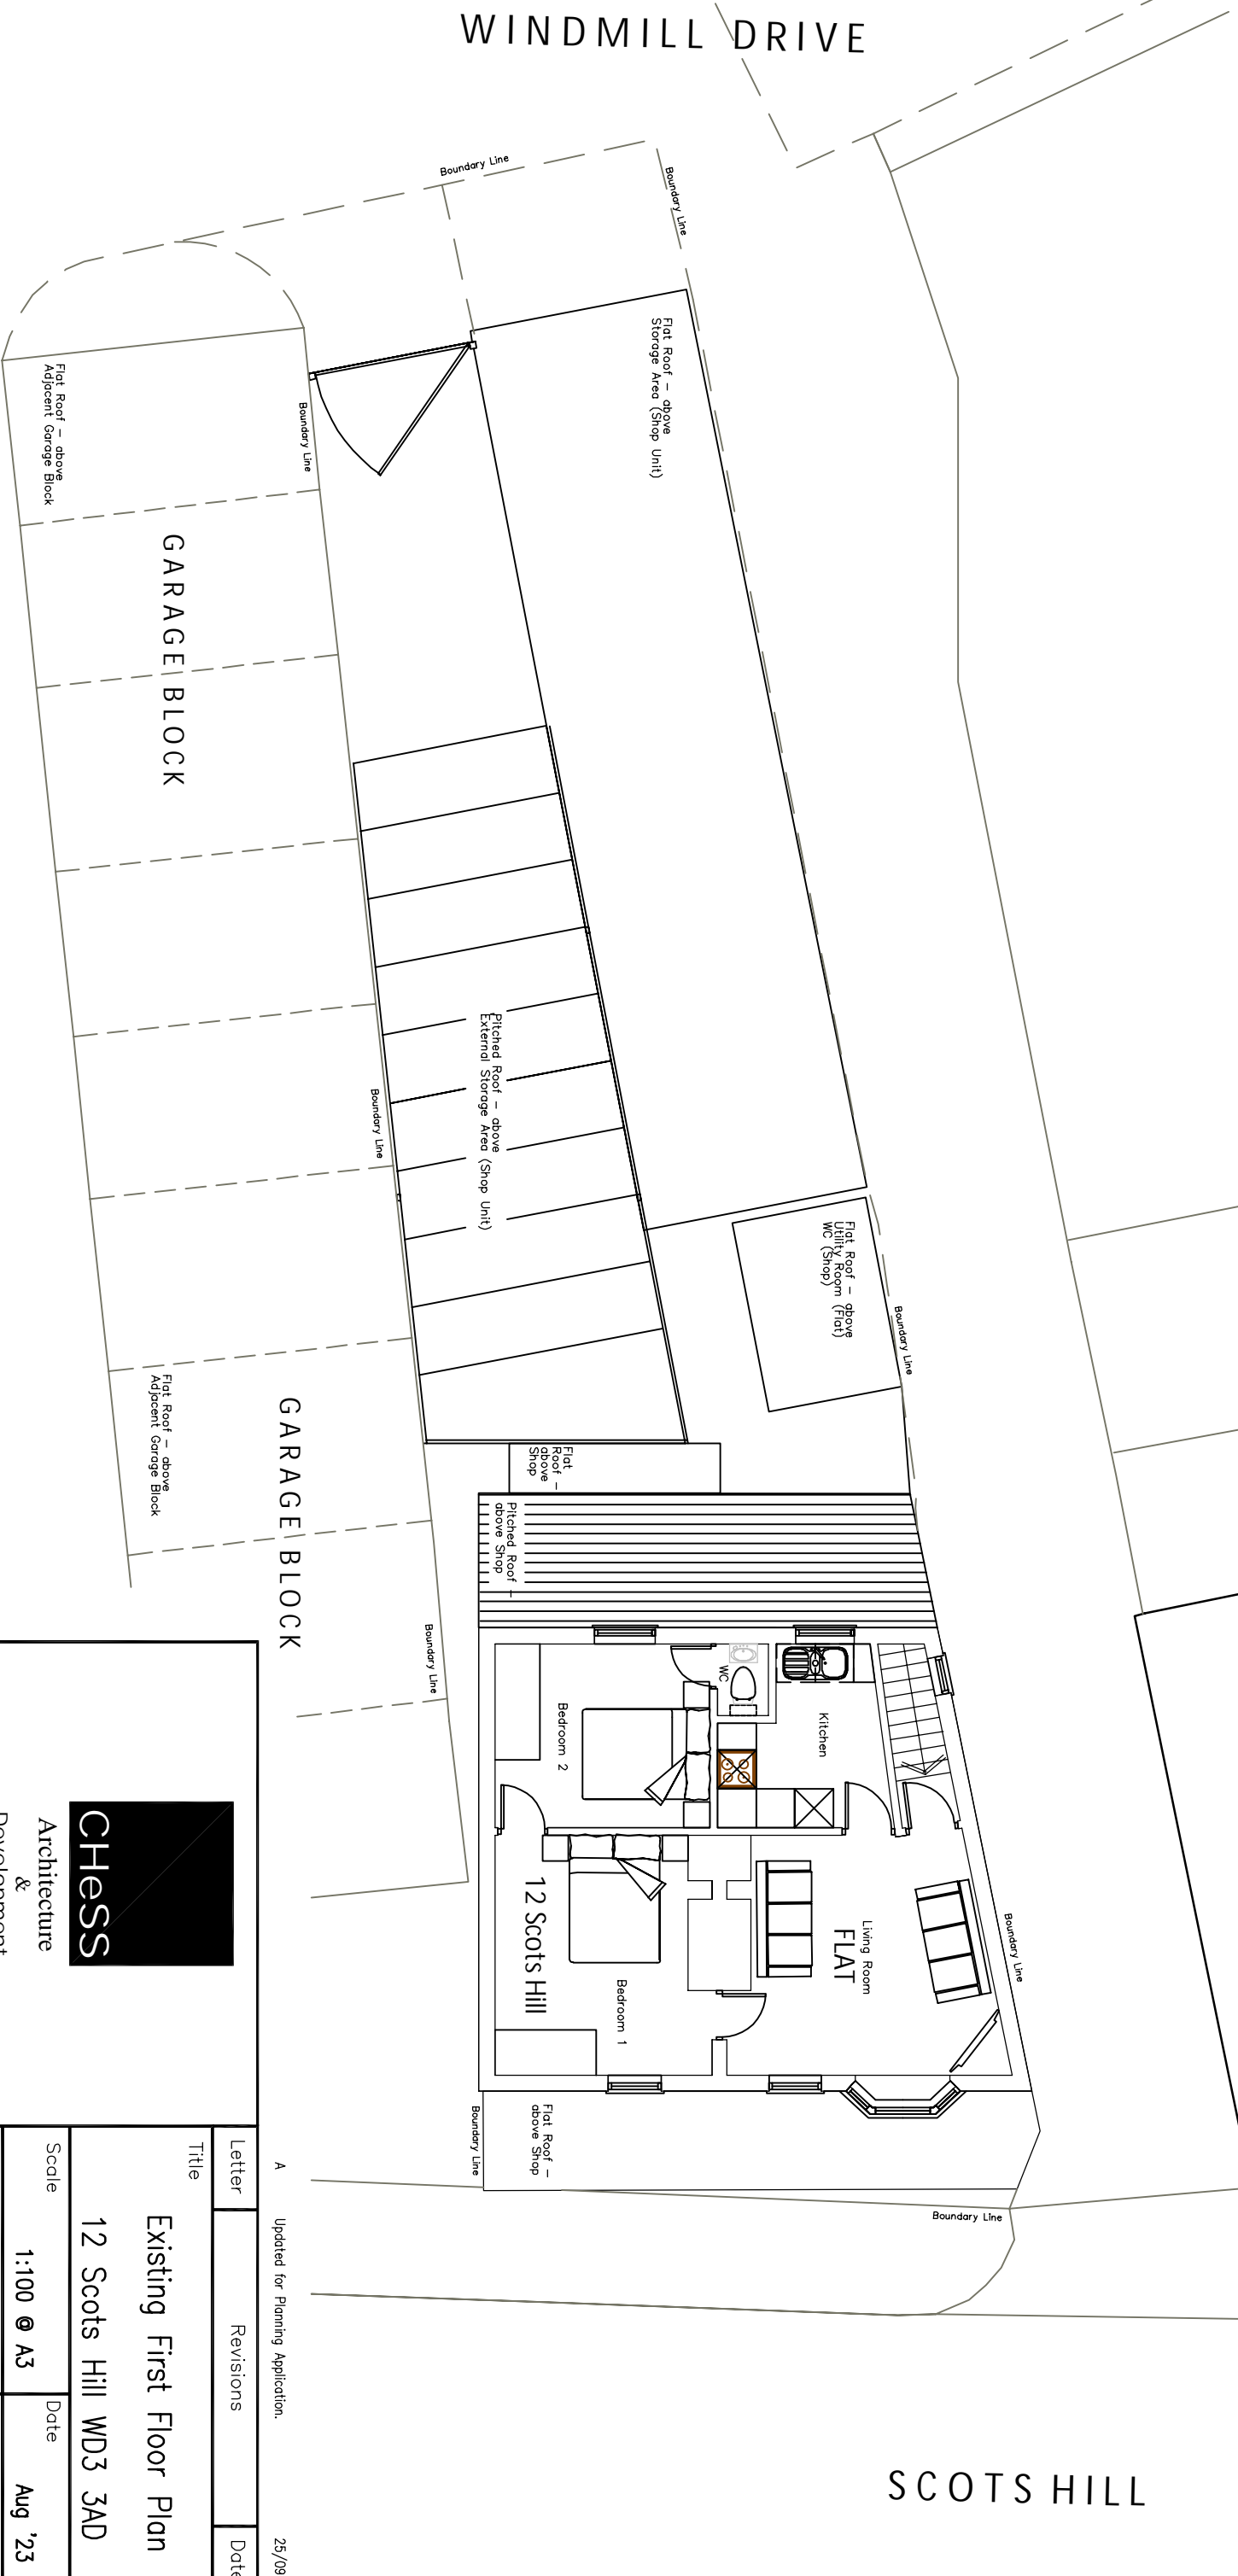 WINDMILL DRIVE
Boundary Line
Boundary Line
Flat Roof – above
Storage Area (Shop Unit)
Flat Roof – above
Adjacent Garage Block
Boundary Line
GARAGE BLOCK
Pitched Roof – above
External Storage Area (Shop Unit)
Boundary Line
Flat Roof – above
Utility Room (Flat)
WC (Shop)
Boundary Line
Flat Roof – above
Adjacent Garage Block
GARAGE BLOCK
Flat
Roof –
above
Shop
Pitched Roof –
above Shop
Boundary Line
WC
Kitchen
Bedroom 2
12 Scots Hill
Living Room
FLAT
Boundary Line
Bedroom 1
Flat Roof –
above Shop
Boundary Line
Boundary Line
SCOTS HILL
CHeSS
Architecture
&
Development
A Updated for Planning Application. 25/09
Letter Revisions Date
Title
Existing First Floor Plan
12 Scots Hill WD3 3AD
Scale
1:100 @ A3
Date
Aug '23